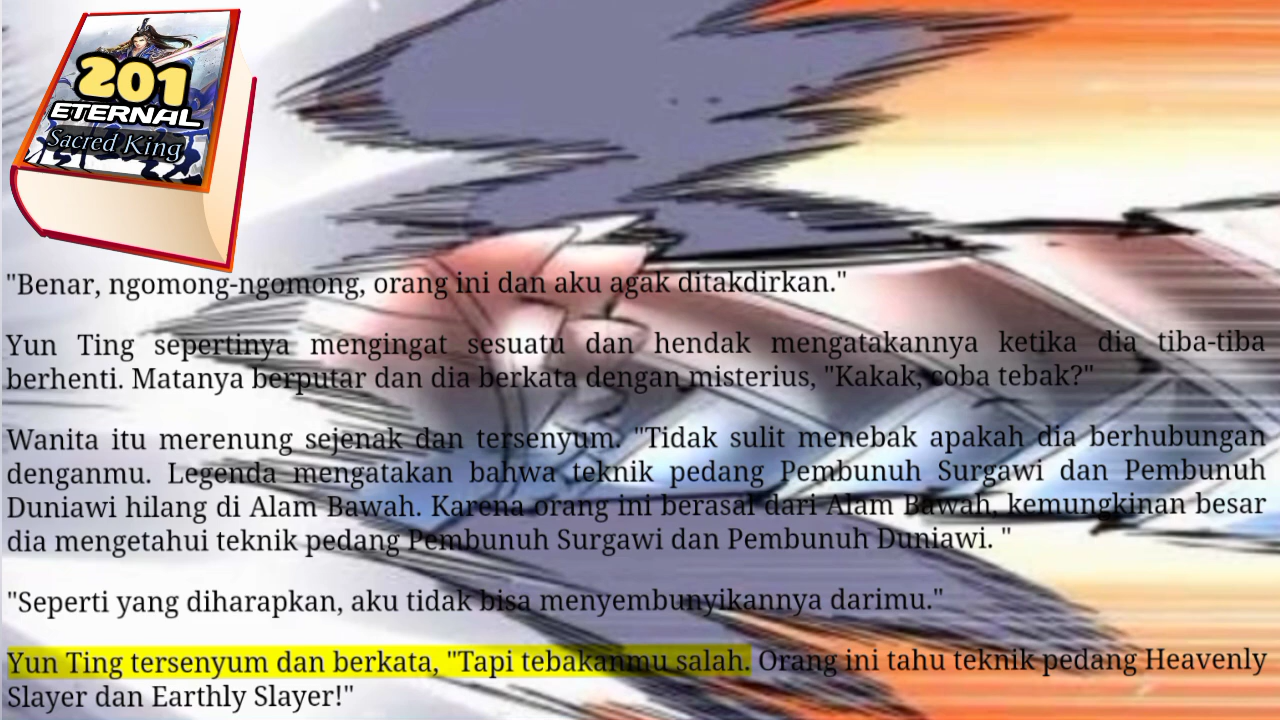 201
ETERNAL
Sacred King
"Benar, ngomong-ngomong, orang ini dan aku agak ditakdirkan."
Yun Ting sepertinya mengingat sesuatu dan hendak mengatakannya ketika dia tiba-tiba
berhenti. Matanya berputar dan dia berkata dengan misterius, "Kakak, coba tebak?"
Wanita itu merenung sejenak dan tersenyum. "Tidak sulit menebak apakah dia berhubungan
denganmu. Legenda mengatakan bahwa teknik pedang Pembunuh Surgawi dan Pembunuh
Duniawi hilang di Alam Bawah. Karena orang ini berasal dari Alam Bawah, kemungkinan besar
dia mengetahui teknik pedang Pembunuh Surgawi dan Pembunuh Duniawi. "
"Seperti yang diharapkan, aku tidak bisa menyembunyikannya darimu."
Yun Ting tersenyum dan berkata, "Tapi tebakanmu salah. Orang ini tahu teknik pedang Heavenly
Slayer dan Earthly Slayer!"